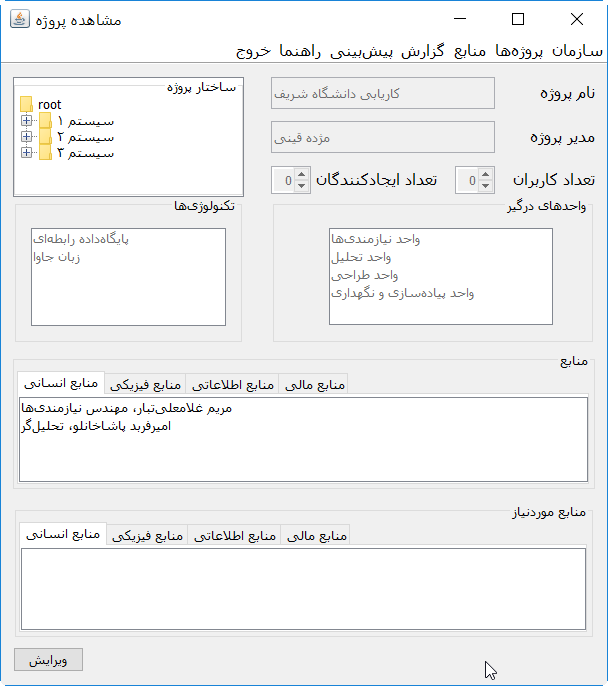 مشاهده پروژه
سازمان پروژه‌ها منابع گزارش پیش‌بینی راهنما خروج
نام پروژه
کاریابی دانشگاه شریف
مدیر پروژه
مژده قینی
تعداد کاربران
0
تعداد ایجادکنندگان
0
ساختار پروژه
root
سیستم ۱
سیستم ۲
سیستم ۳
واحدهای درگیر
واحد نیازمندی‌ها
واحد تحلیل
واحد طراحی
واحد پیاده‌سازی و نگهداری
تکنولوژی‌ها
پایگاه‌داده رابطه‌ای
زبان جاوا
منابع
منابع انسانی منابع فیزیکی منابع اطلاعاتی منابع مالی
مریم غلامعلی‌تبار، مهندس نیازمندی‌ها
امیرفربد پاشاخانلو، تحلیل‌گر
منابع موردنیاز
منابع انسانی منابع فیزیکی منابع اطلاعاتی منابع مالی
ویرایش